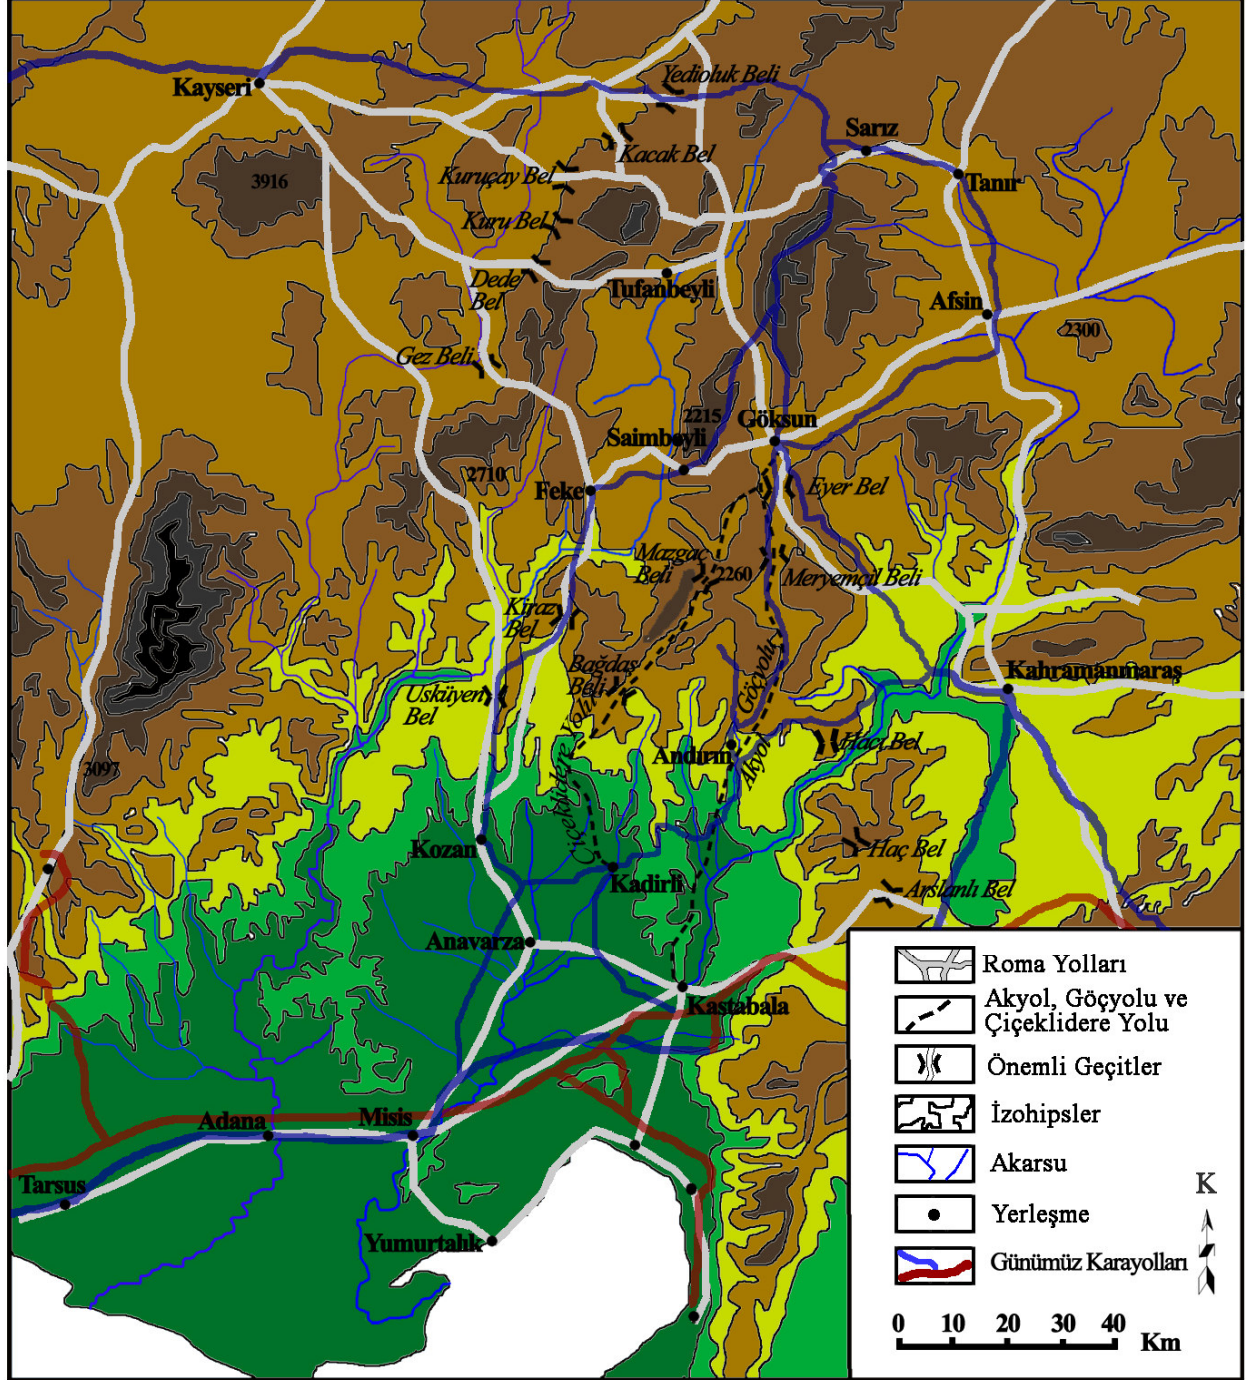 Yedioluk Beli
Kayseri
Sarız
Kacak Bel
Kuruçay Bel
3916
Tanır
Kuru Bel
Dede
Bel
Tufanbeyli
Afsin
2300
Gez Beli
2215
Göksun
Saimbeyli
2710
Feke
Eyer Bel
Mazgaç
Beli
2260
Meryemçil Beli
Kiraz
Bel
Göçyolu
Bağdaş
Beli
Kahramanmaraş
Usküyen
Bel
Çiçeklidere Yolu
Hacı Bel
Andırın
Akyol
3097
Kozan
Haç Bel
Kadirli
Arslanlı Bel
Anavarza
Kastabala
Adana
Misis
Tarsus
Yumurtalık
Roma Yolları
Akyol, Göçyolu ve
Çiçeklidere Yolu
Önemli Geçitler
İzohipsler
Akarsu
K
Yerleşme
Günümüz Karayolları
0 10 20 30 40
Km